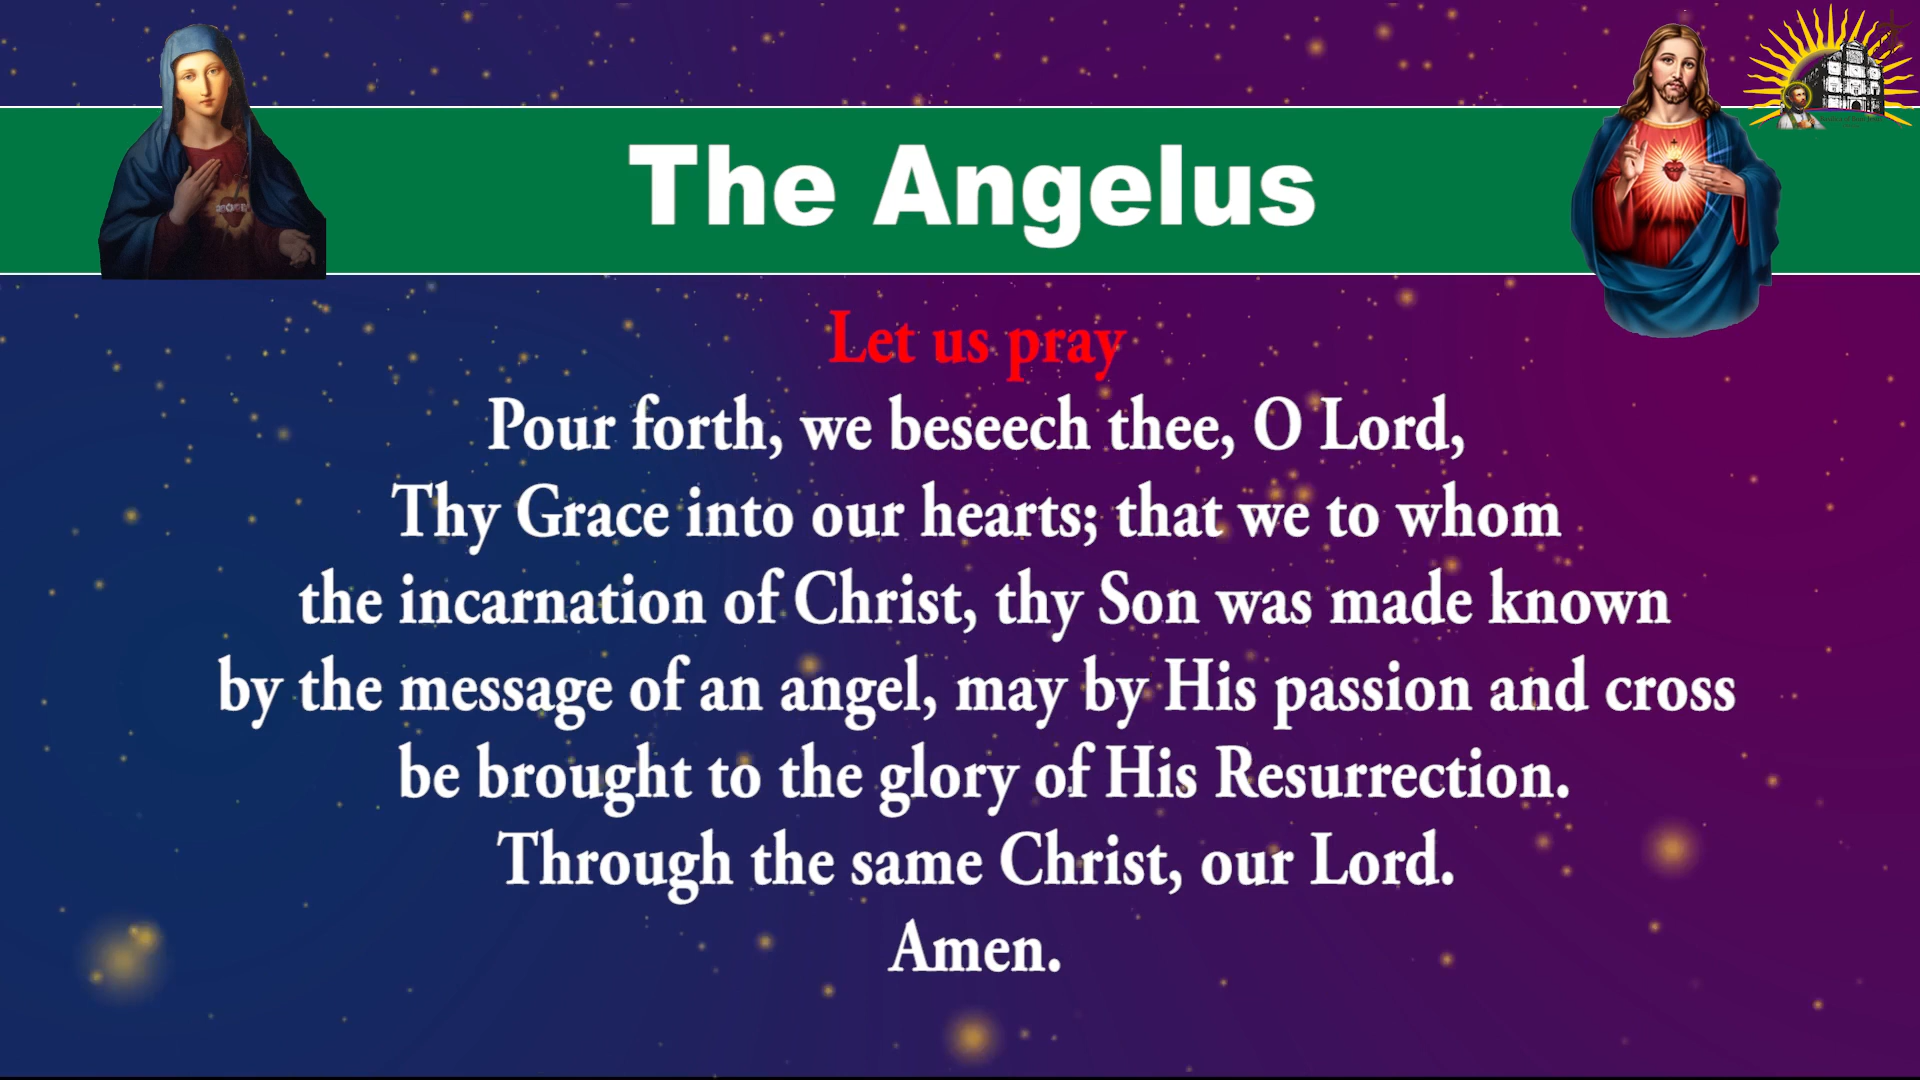 The Angelus
Let us pray
Pour forth, we beseech thee, O Lord,
Thy Grace into our hearts; that we to whom
the incarnation of Christ, thy Son was made known
by the message of an angel, may by His passion and cross
be brought to the glory of His Resurrection.
Through the same Christ, our Lord.
Amen.